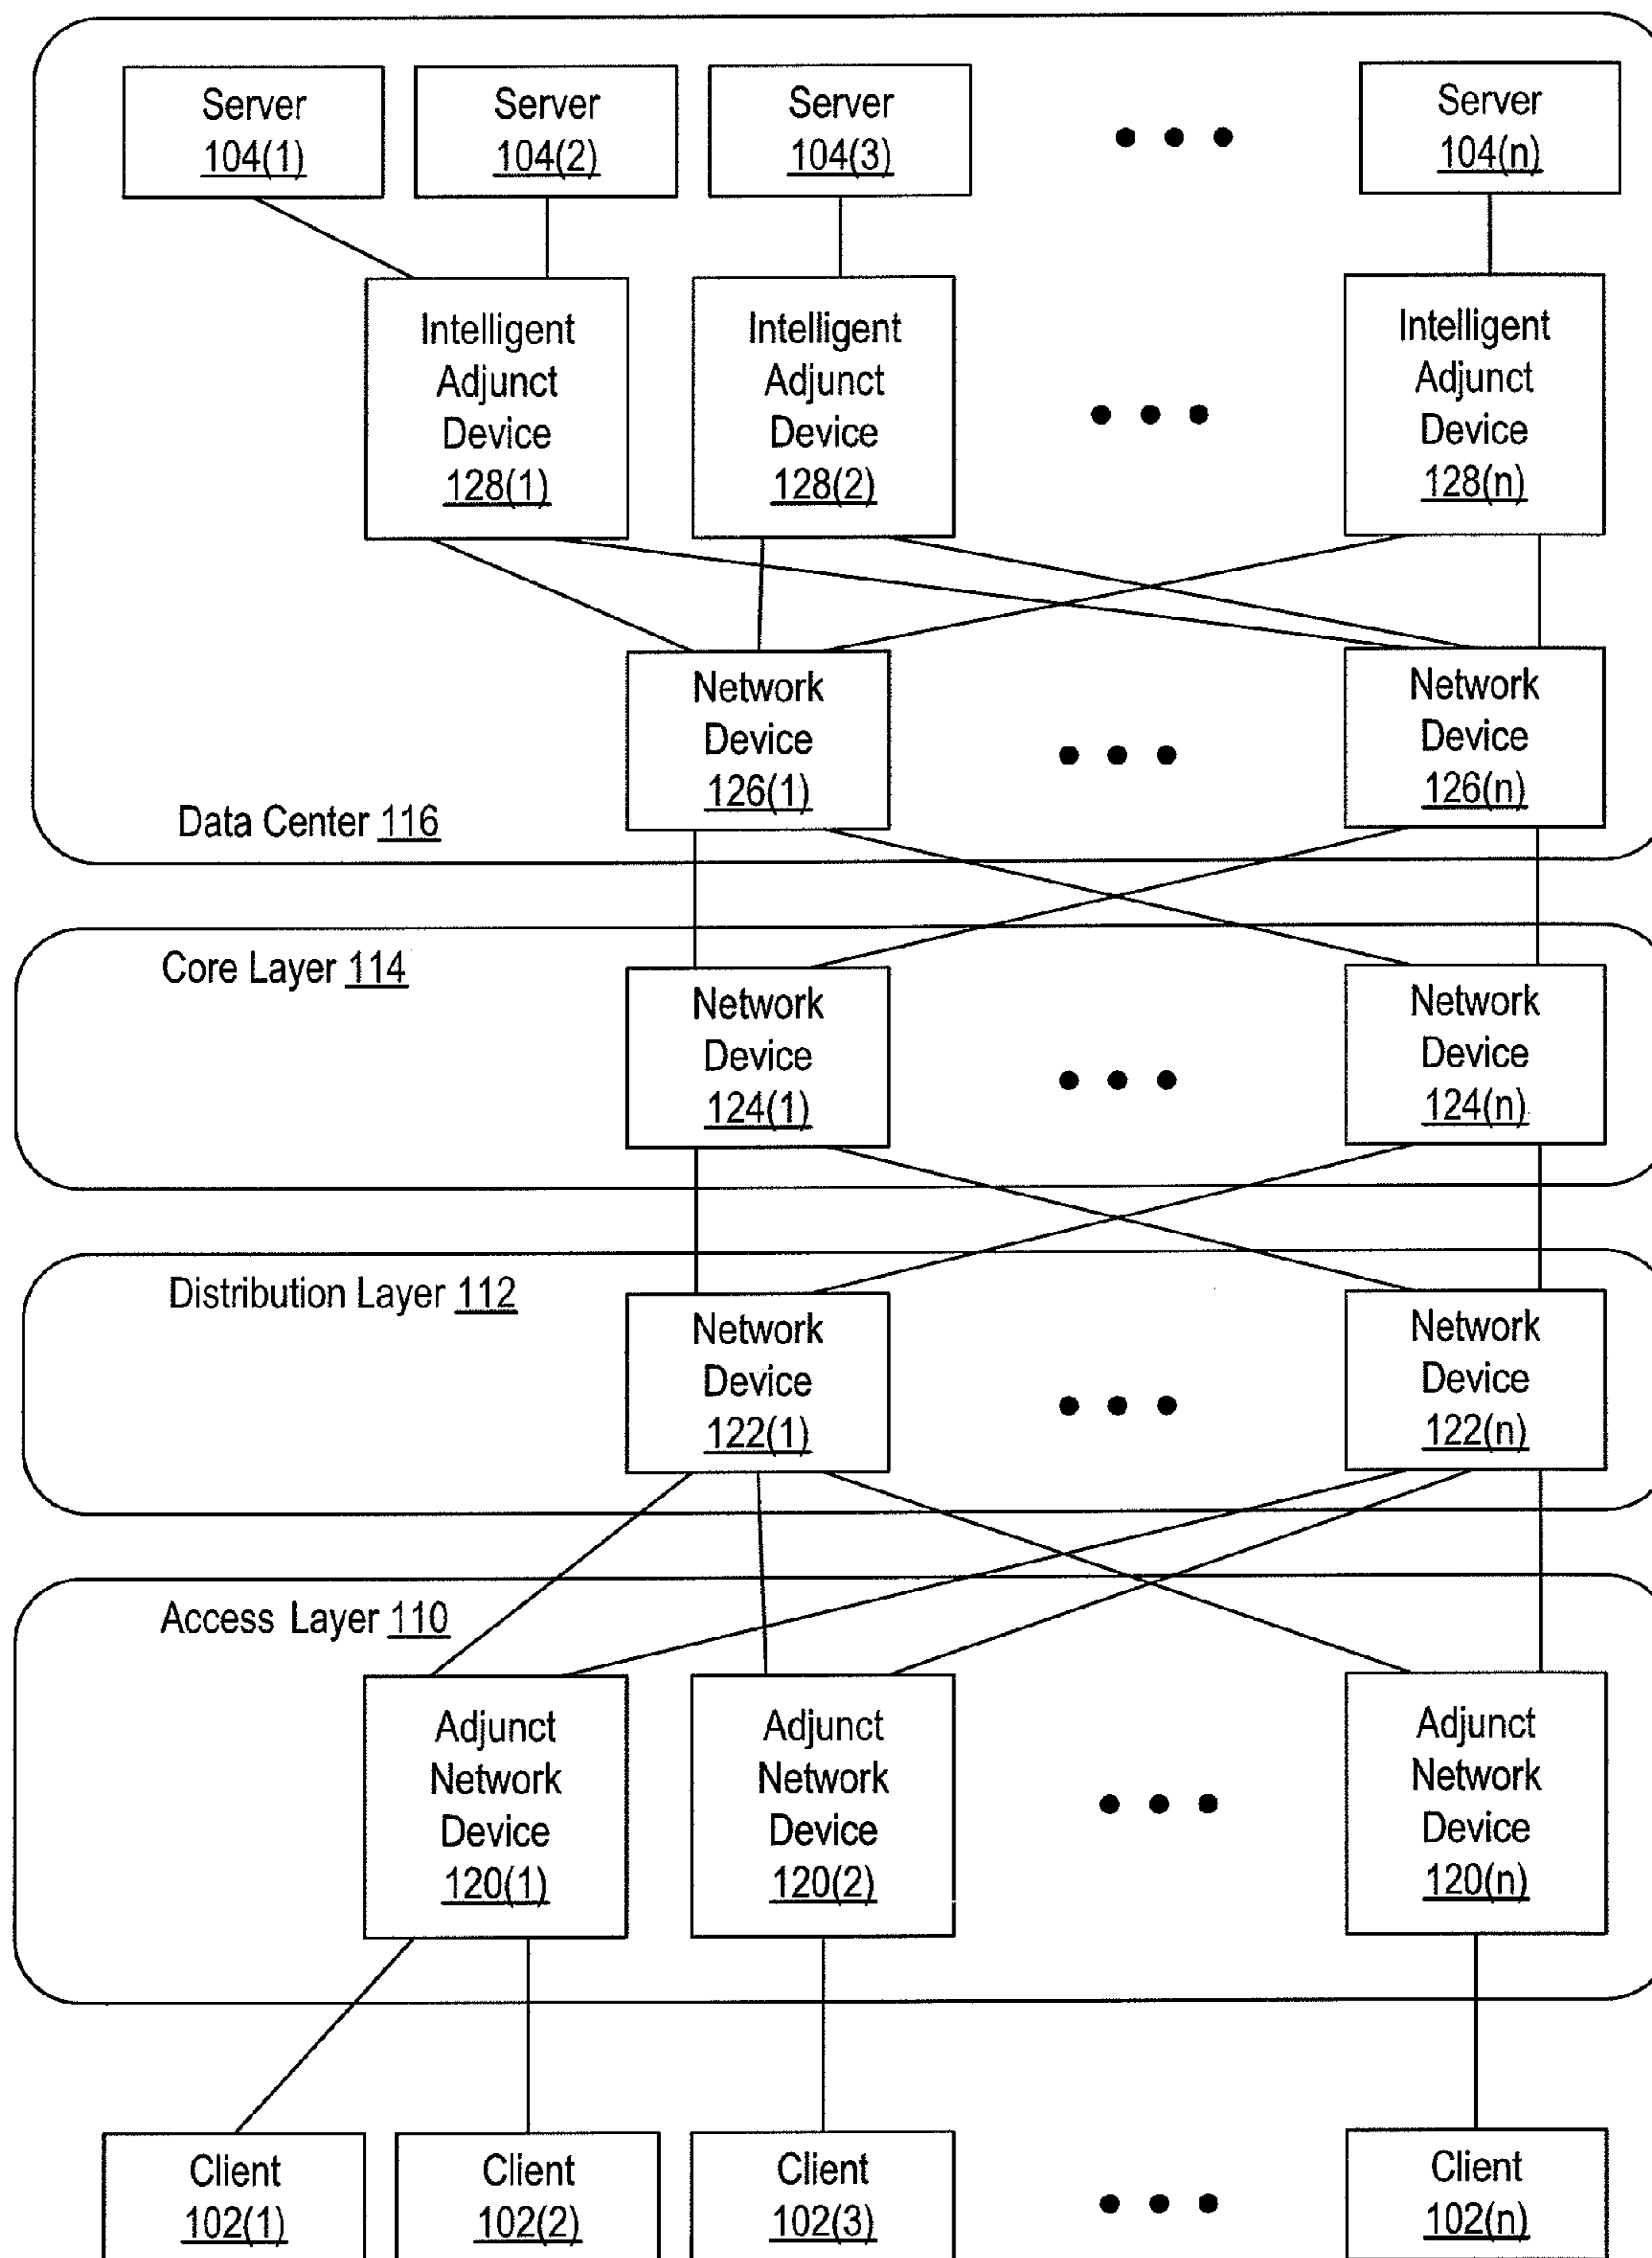 Server
104(1)
Server
104(2)
Server
104(3)
Server
104(n)
Intelligent
Adjunct
Device
128(1)
Intelligent
Adjunct
Device
128(2)
Intelligent
Adjunct
Device
128(n)
Network
Device
126(1)
Network
Device
126(n)
Data Center 116
Core Layer 114
Network
Device
124(1)
Network
Device
124(n)
Distribution Layer 112
Network
Device
122(1)
Network
Device
122(n)
Access Layer 110
Adjunct
Network
Device
120(1)
Adjunct
Network
Device
120(2)
Adjunct
Network
Device
120(n)
Client
102(1)
Client
102(2)
Client
102(3)
Client
102(n)